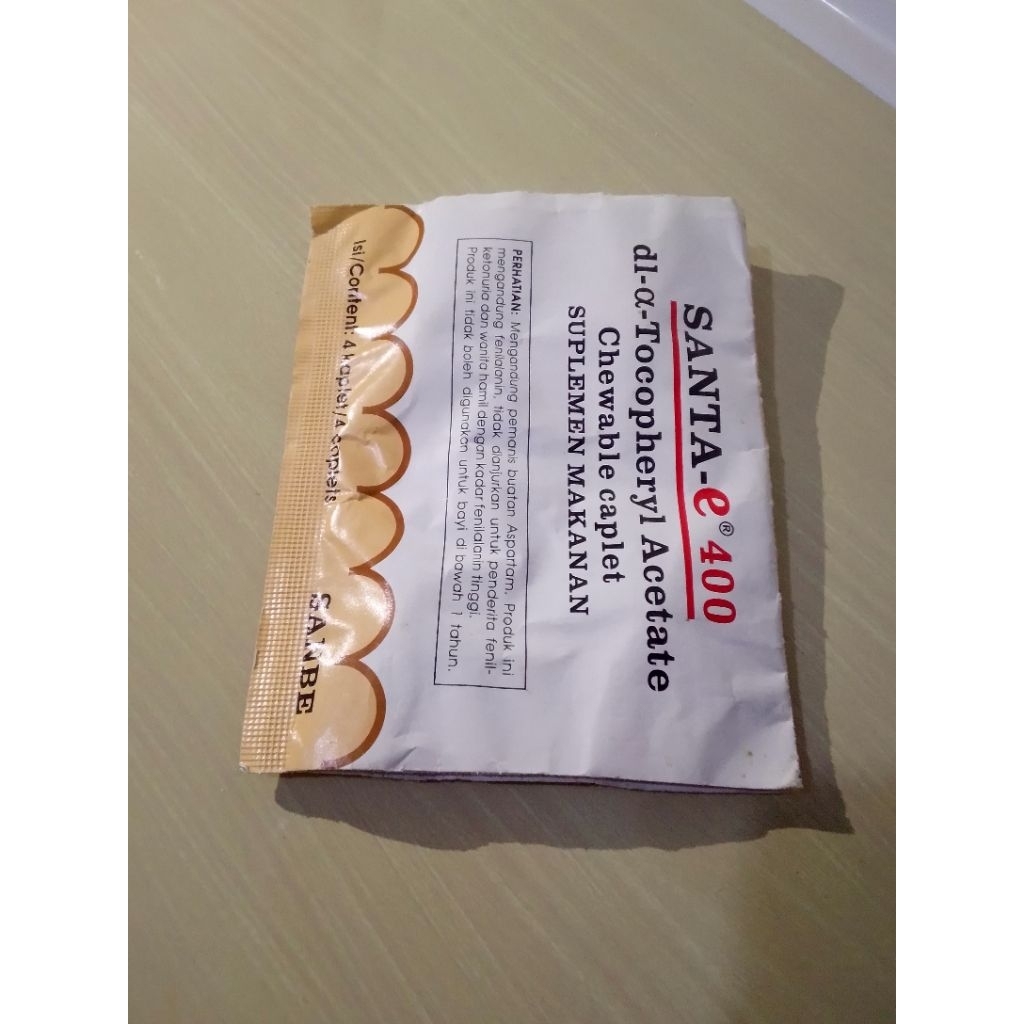 SANTA-e® 400
dl-α-Tocopheryl Acetate
Chewable caplet
SUPLEMEN MAKANAN
PERHATIAN: Mengandung pemanis buatan Aspartam. Produk ini
mengandung fenilalanin, tidak dianjurkan untuk penderita fenil-
ketonuria dan wanita hamil dengan kadar fenilalanin tinggi.
Produk ini tidak boleh digunakan untuk bayi di bawah 1 tahun.
Isi/Content: 4 kaplet/4 caplets
SANBE